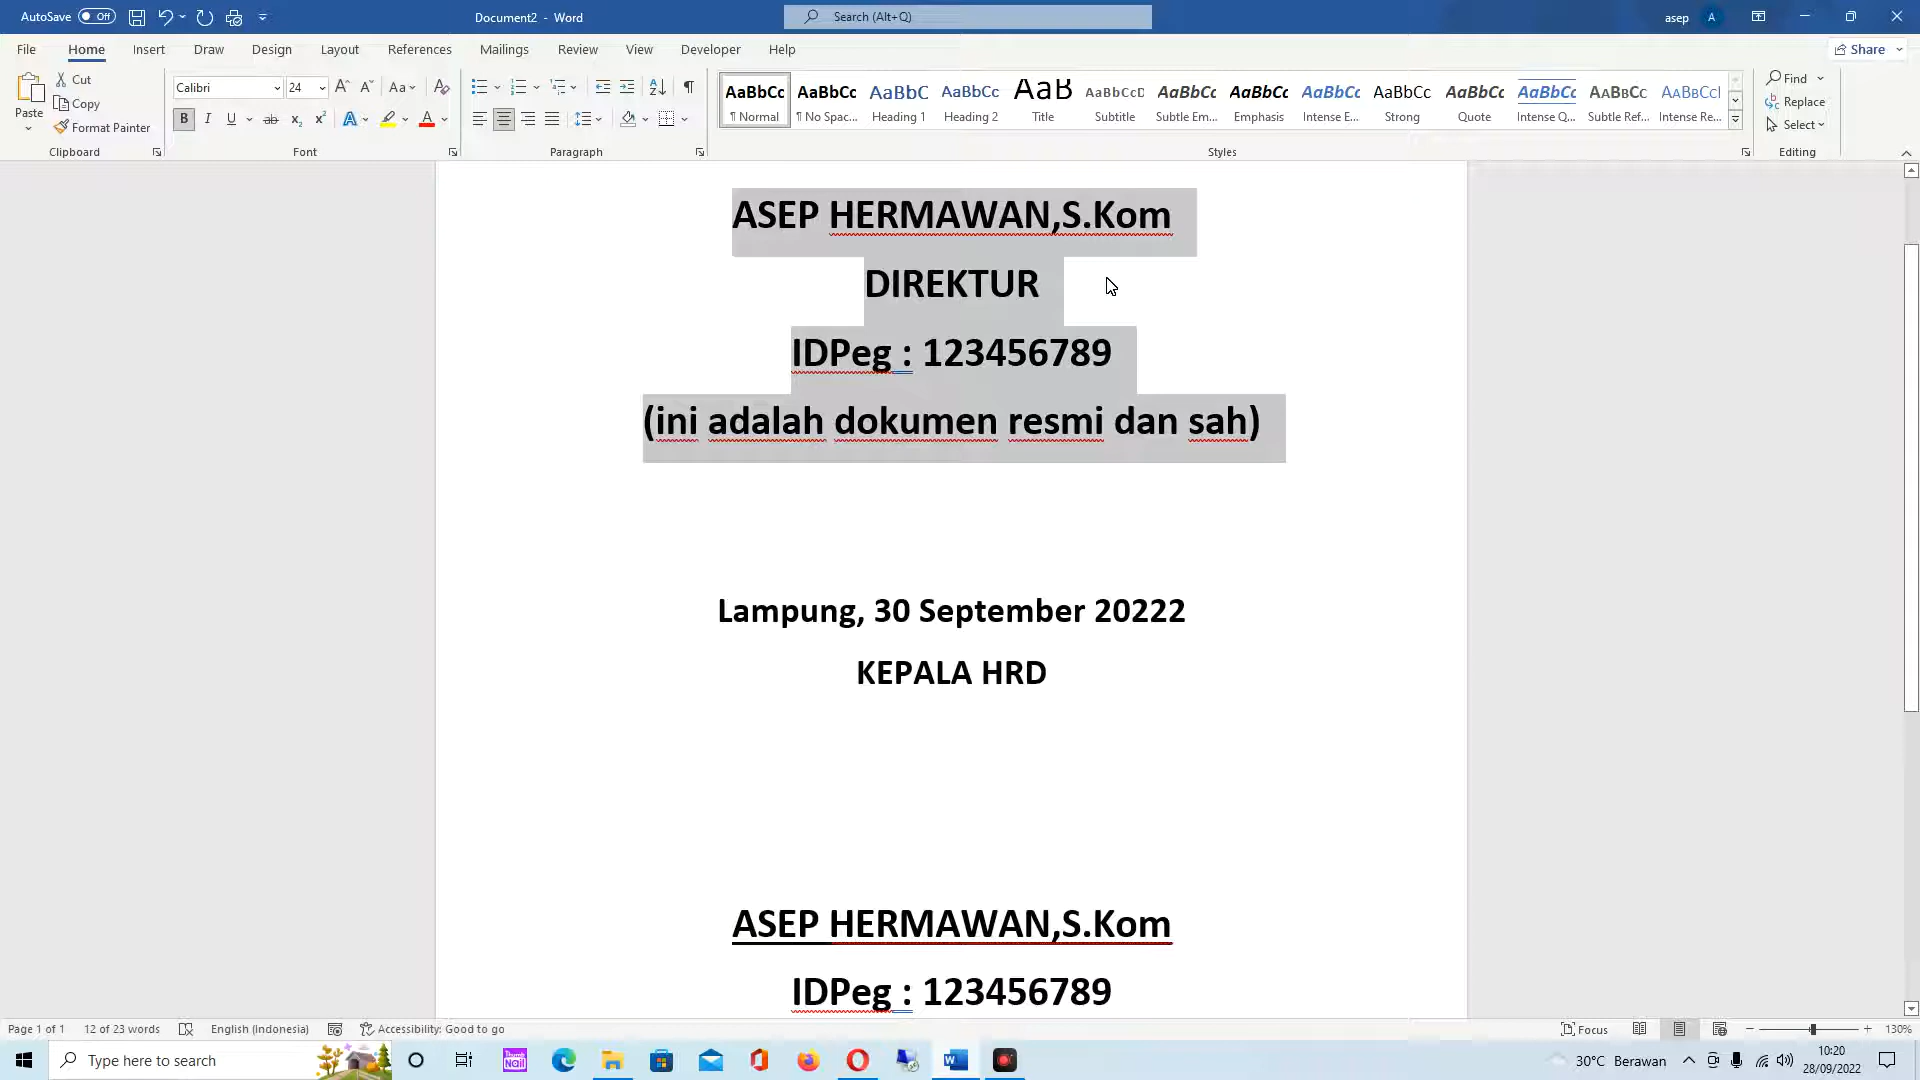 AutoSave Off Document2 - Word Search (Alt+Q) asep A
File Home Insert Draw Design Layout References Mailings Review View Developer Help Share
Paste Cut Copy Format Painter Clipboard
Calibri 24 Aa B I U ab x₂ x² A A Font
Paragraph
AaBbCc AaBbCc AaBbC AaBbCc AaB AaBbCcD AaBbCc AaBbCc AaBbCc AaBbCc AaBbCc AaBbCc AaBbCc AaBbCcI
¶ Normal ¶ No Spac... Heading 1 Heading 2 Title Subtitle Subtle Em... Emphasis Intense E... Strong Quote Intense Q... Subtle Ref... Intense Re...
Styles
Find
Replace
Select
Editing
ASEP HERMAWAN,S.Kom
DIREKTUR
IDPeg : 123456789
(ini adalah dokumen resmi dan sah)
Lampung, 30 September 20222
KEPALA HRD
ASEP HERMAWAN,S.Kom
IDPeg : 123456789
Page 1 of 1 12 of 23 words English (Indonesia) Accessibility: Good to go Focus 130%
Type here to search Thumb Nail 30°C Berawan 10:20
28/09/2022